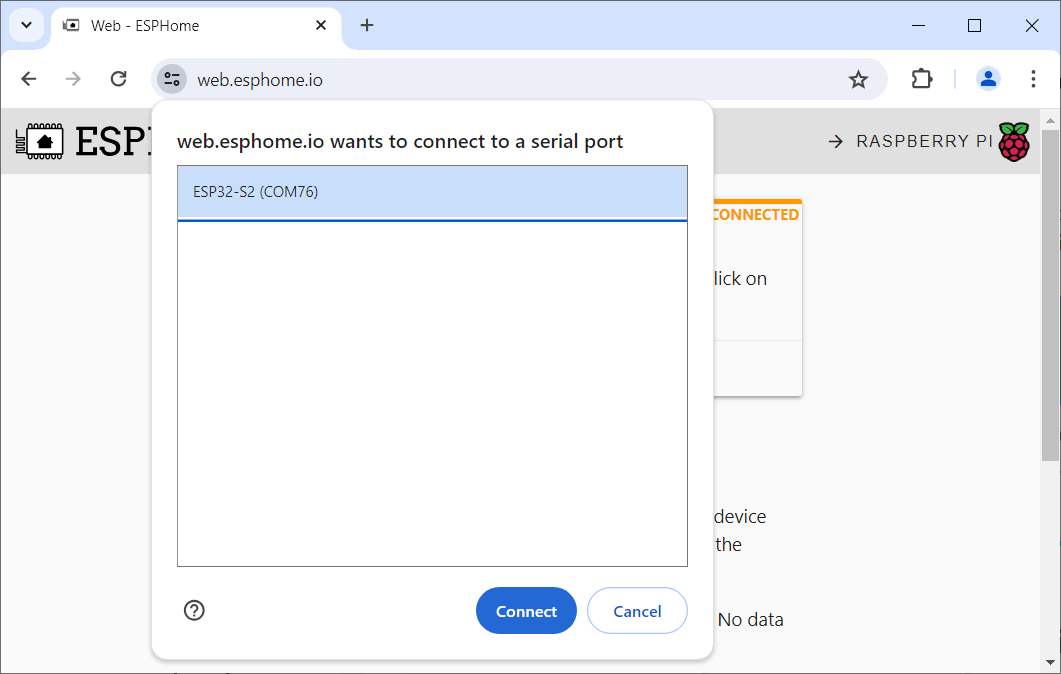 Web - ESPHome
web.esphome.io
ESP
RASPBERRY PI
web.esphome.io wants to connect to a serial port
ESP32-S2 (COM76)
CONNECTED
lick on
device
the
No data
Connect
Cancel